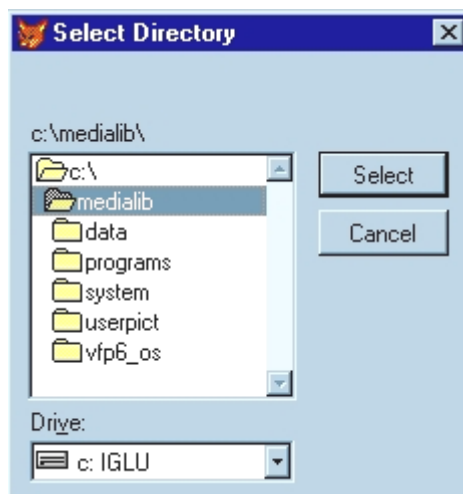 Select Directory
c:\medialib\
c:\
medialib
data
programs
system
userpict
vfp6_os
Select
Cancel
Drive:
c: IGLU